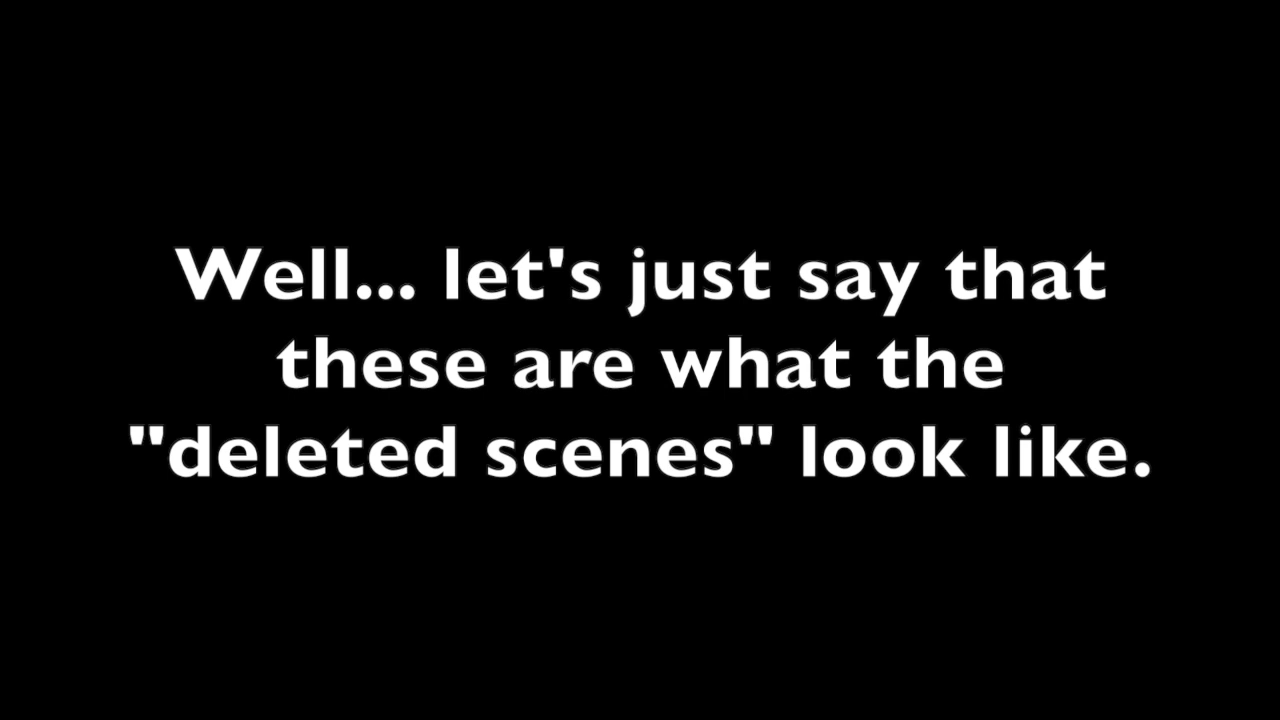 Well... let's just say that
these are what the
"deleted scenes" look like.